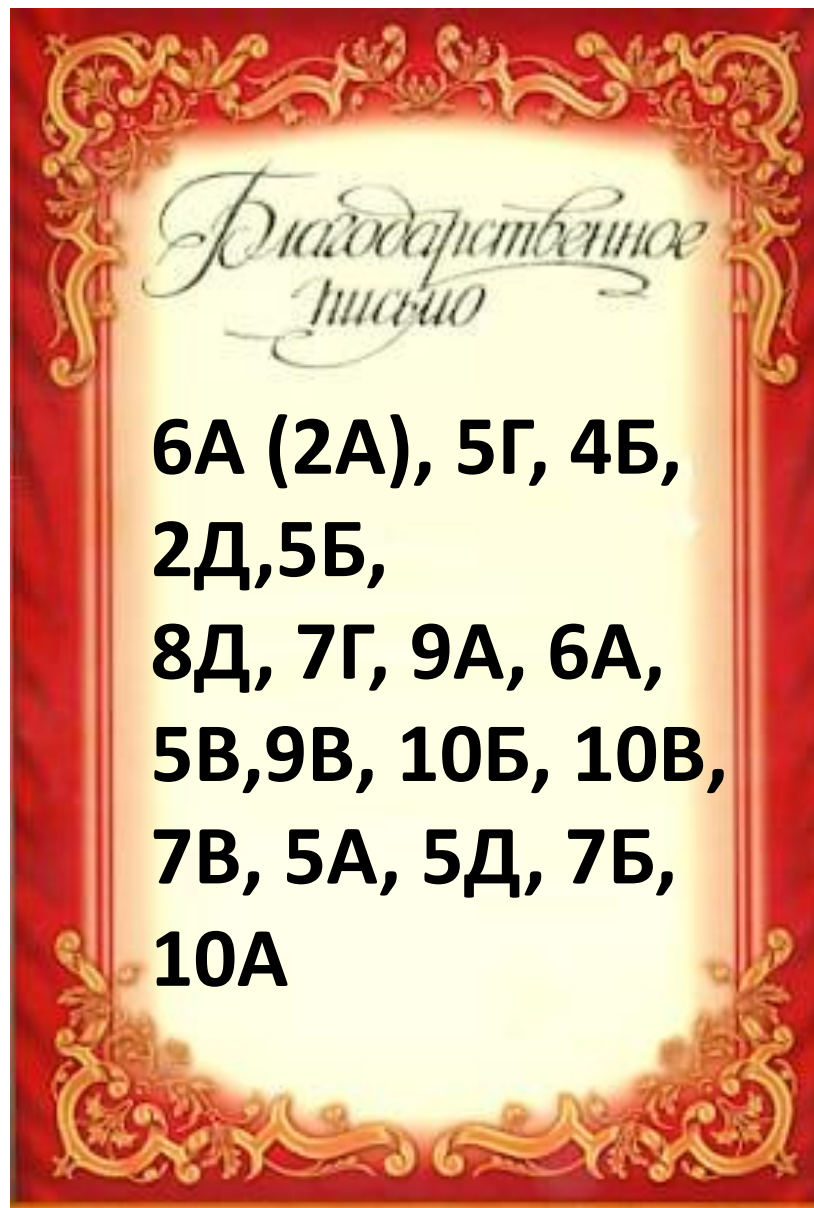 Благодарственное
письмо
6А (2А), 5Г, 4Б,
2Д,5Б,
8Д, 7Г, 9А, 6А,
5В,9В, 10Б, 10В,
7В, 5А, 5Д, 7Б,
10А